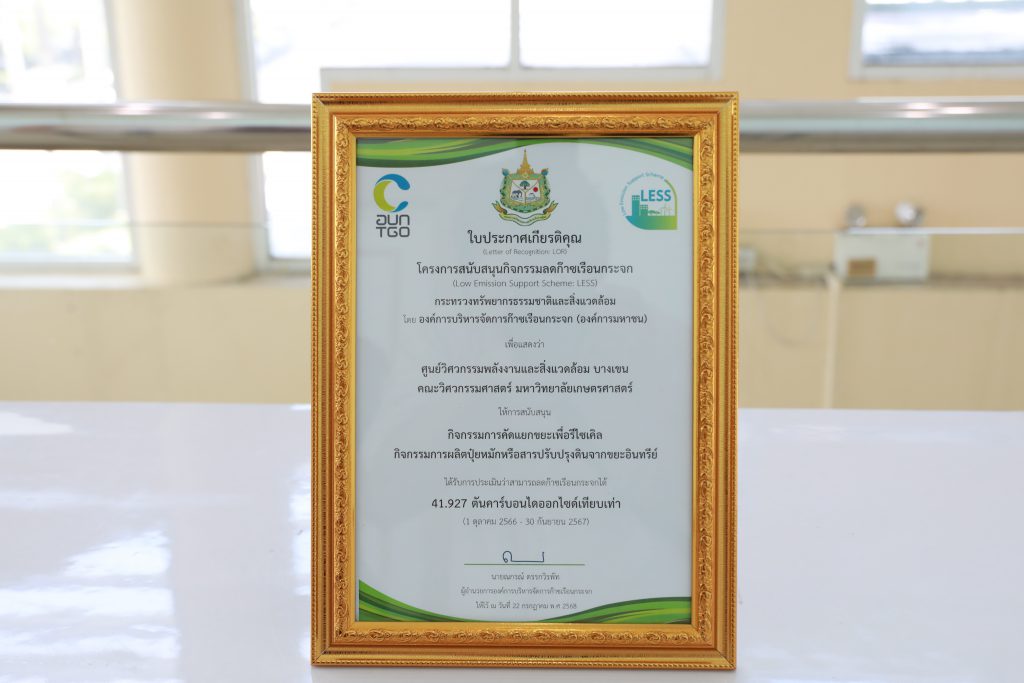 อบก
TGO
Low Emission Support Scheme
LESS
ใบประกาศเกียรติคุณ
(Letter of Recognition: LOR)
โครงการสนับสนุนกิจกรรมลดก๊าซเรือนกระจก
(Low Emission Support Scheme: LESS)
กระทรวงทรัพยากรธรรมชาติและสิ่งแวดล้อม
โดย องค์การบริหารจัดการก๊าซเรือนกระจก (องค์การมหาชน)
เพื่อแสดงว่า
ศูนย์วิศวกรรมพลังงานและสิ่งแวดล้อม บางเขน
คณะวิศวกรรมศาสตร์ มหาวิทยาลัยเกษตรศาสตร์
ให้การสนับสนุน
กิจกรรมการคัดแยกขยะเพื่อรีไซเคิล
กิจกรรมการผลิตปุ๋ยหมักหรือสารปรับปรุงดินจากขยะอินทรีย์
ได้รับการประเมินว่าสามารถลดก๊าซเรือนกระจกได้
41.927 ตันคาร์บอนไดออกไซด์เทียบเท่า
(1 ตุลาคม 2566 - 30 กันยายน 2567)
นายณกรณ์ ตรรกวิรพัท
ผู้อำนวยการองค์การบริหารจัดการก๊าซเรือนกระจก
ให้ไว้ ณ วันที่ 22 กรกฎาคม พ.ศ 2568